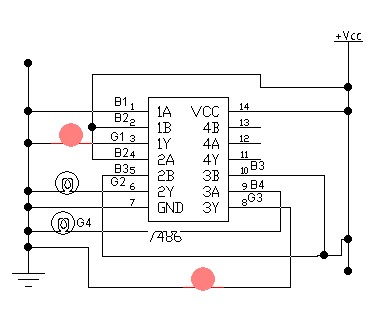 +Vcc
B1 1 1A VCC 14
B2 2 1B 4B 13
G1 3 1Y 4A 12
B2 4 2A 4Y 11
B3 5 2B 3B 10 B3
G2 6 2Y 3A 9 B4
7 GND 3Y 8 G3
G4
7486